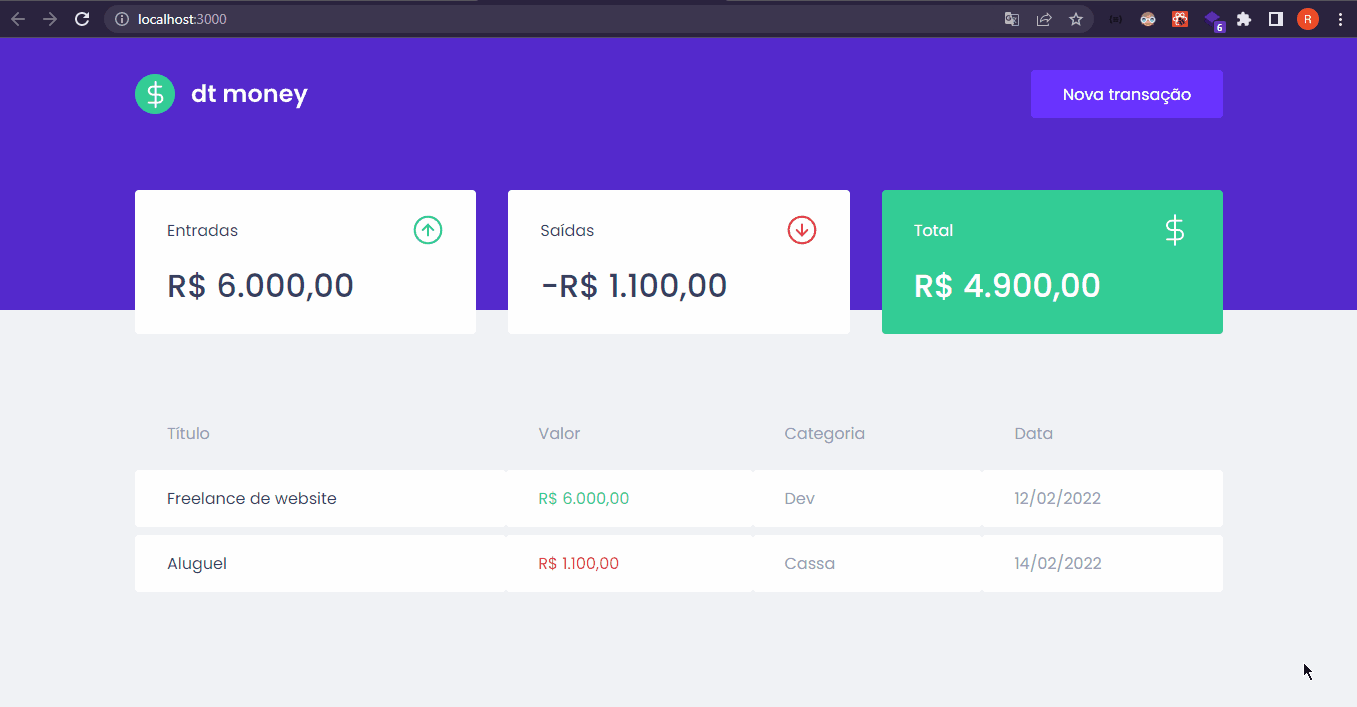 localhost:3000
6
R
dt money
Nova transação
Entradas
R$ 6.000,00
Saídas
-R$ 1.100,00
Total
R$ 4.900,00
Título Valor Categoria Data
Freelance de website R$ 6.000,00 Dev 12/02/2022
Aluguel R$ 1.100,00 Cassa 14/02/2022